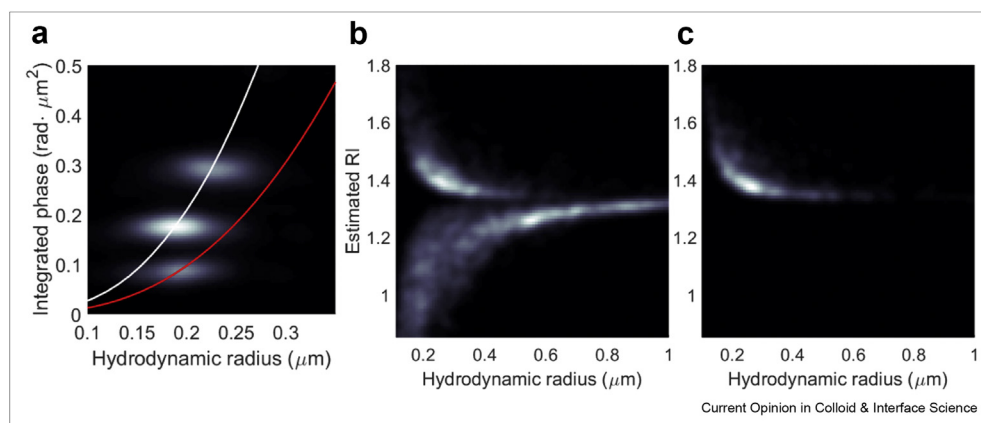 a
b
c
Integrated phase (rad· μm²)
0.5
0.4
0.3
0.2
0.1
0
0.1 0.15 0.2 0.25 0.3
Hydrodynamic radius (μm)
Estimated RI
1.8
1.6
1.4
1.2
1
0.2 0.4 0.6 0.8 1
Hydrodynamic radius (μm)
1.8
1.6
1.4
1.2
1
0.2 0.4 0.6 0.8 1
Hydrodynamic radius (μm)
Current Opinion in Colloid & Interface Science